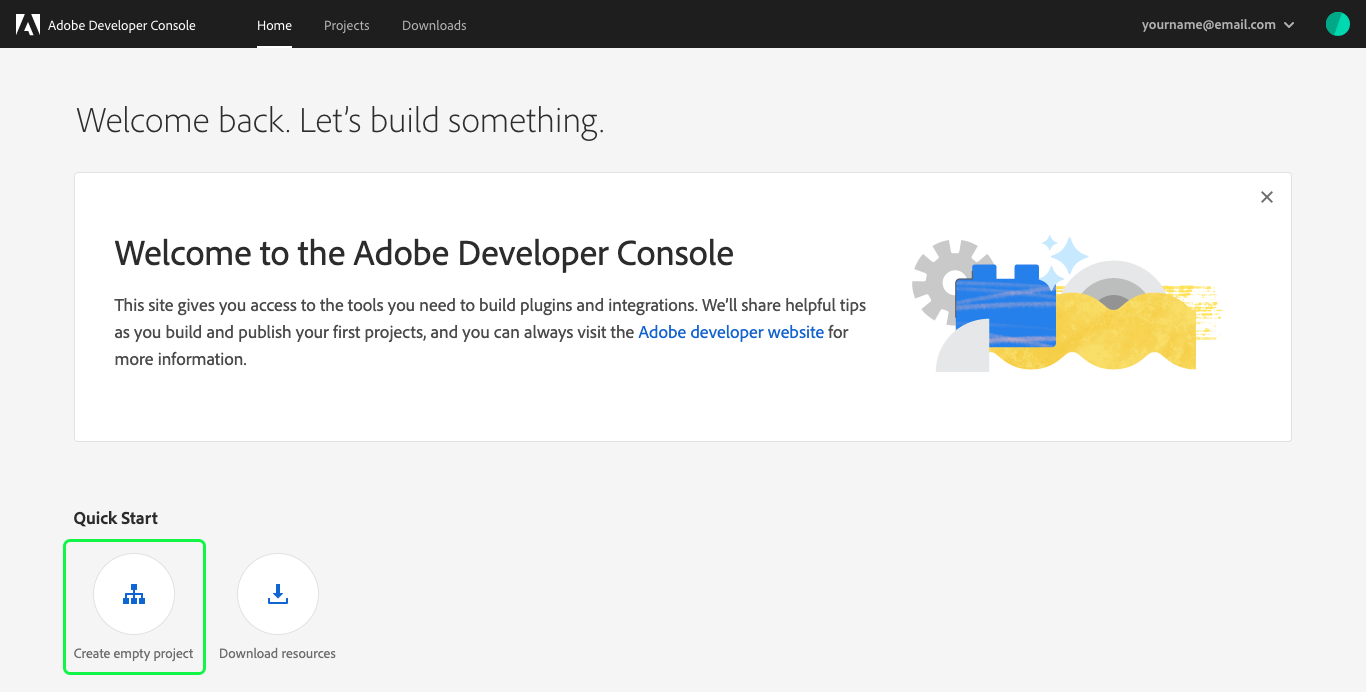 Adobe Developer Console Home Projects Downloads yourname@email.com
Welcome back. Let’s build something.
Welcome to the Adobe Developer Console
This site gives you access to the tools you need to build plugins and integrations. We’ll share helpful tips
as you build and publish your first projects, and you can always visit the Adobe developer website for
more information.
Quick Start
Create empty project Download resources